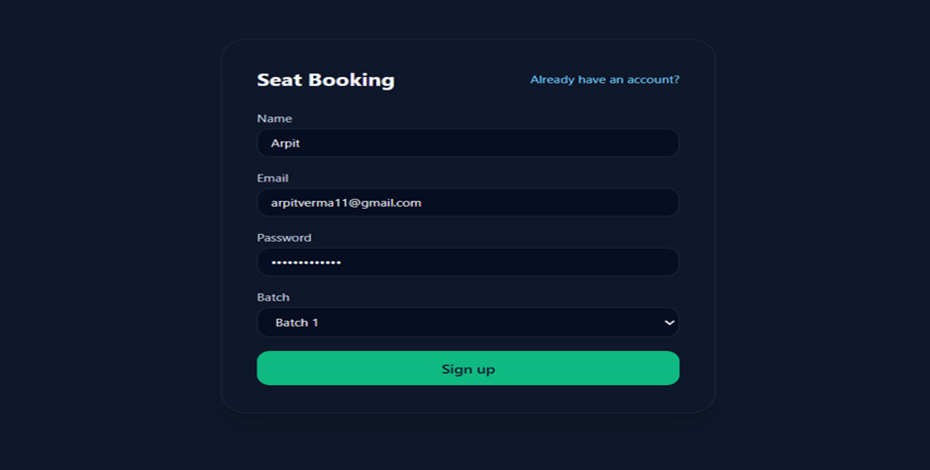 Seat Booking
Already have an account?
Name
Arpit
Email
arpitverma11@gmail.com
Password
•••••••••••••
Batch
Batch 1
Sign up